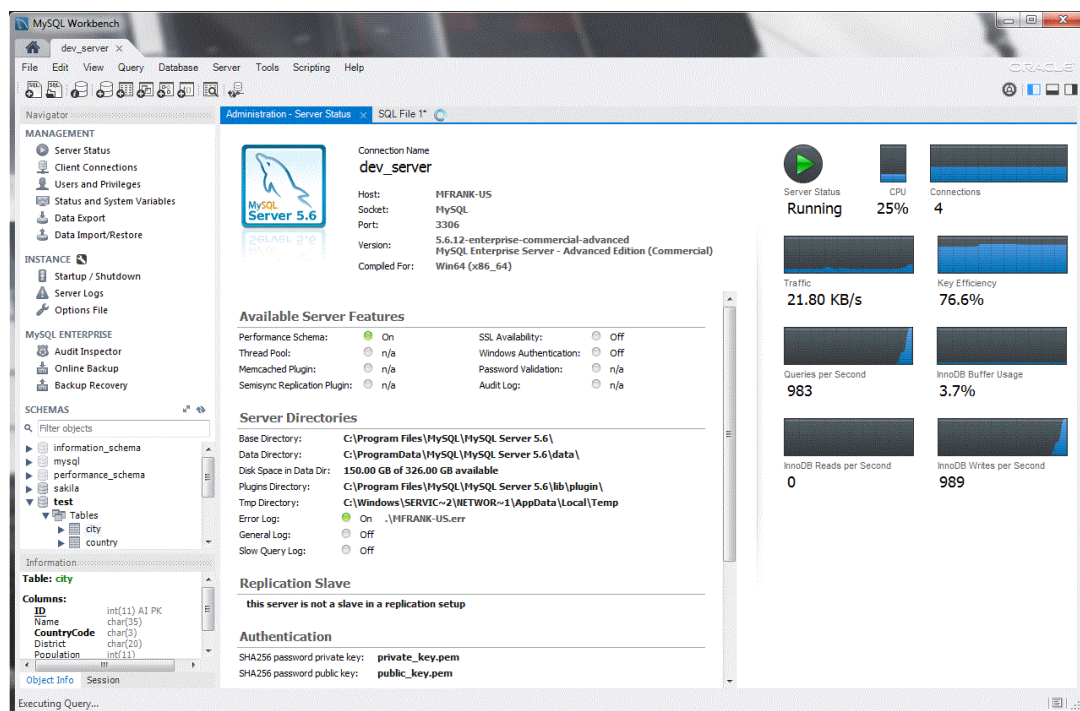 MySQL Workbench
dev_server
File Edit View Query Database Server Tools Scripting Help
ORACLE
Navigator
MANAGEMENT
Server Status
Client Connections
Users and Privileges
Status and System Variables
Data Export
Data Import/Restore
INSTANCE
Startup / Shutdown
Server Logs
Options File
MySQL ENTERPRISE
Audit Inspector
Online Backup
Backup Recovery
SCHEMAS
Filter objects
information_schema
mysql
performance_schema
sakila
test
Tables
city
country
Information
Table: city
Columns:
ID int(11) AI PK
Name char(35)
CountryCode char(3)
District char(20)
Population int(11)
Object Info Session
Executing Query...
Administration - Server Status SQL File 1*
MySQL
Server 5.6
Connection Name
dev_server
Host: MFRANK-US
Socket: MySQL
Port: 3306
Version: 5.6.12-enterprise-commercial-advanced
MySQL Enterprise Server - Advanced Edition (Commercial)
Compiled For: Win64 (x86_64)
Available Server Features
Performance Schema: On SSL Availability: Off
Thread Pool: n/a Windows Authentication: Off
Memcached Plugin: n/a Password Validation: n/a
Semisync Replication Plugin: n/a Audit Log: n/a
Server Directories
Base Directory: C:\Program Files\MySQL\MySQL Server 5.6\
Data Directory: C:\ProgramData\MySQL\MySQL Server 5.6\data\
Disk Space in Data Dir: 150.00 GB of 326.00 GB available
Plugins Directory: C:\Program Files\MySQL\MySQL Server 5.6\lib\plugin\
Tmp Directory: C:\Windows\SERVIC~2\NETWOR~1\AppData\Local\Temp
Error Log: On .\MFRANK-US.err
General Log: Off
Slow Query Log: Off
Replication Slave
this server is not a slave in a replication setup
Authentication
SHA256 password private key: private_key.pem
SHA256 password public key: public_key.pem
Server Status CPU Connections
Running 25% 4
Traffic Key Efficiency
21.80 KB/s 76.6%
Queries per Second InnoDB Buffer Usage
983 3.7%
InnoDB Reads per Second InnoDB Writes per Second
0 989